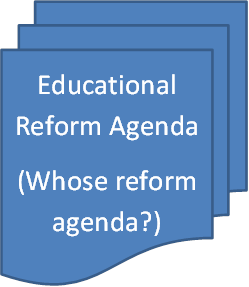 Educational
Reform Agenda
(Whose reform
agenda?)